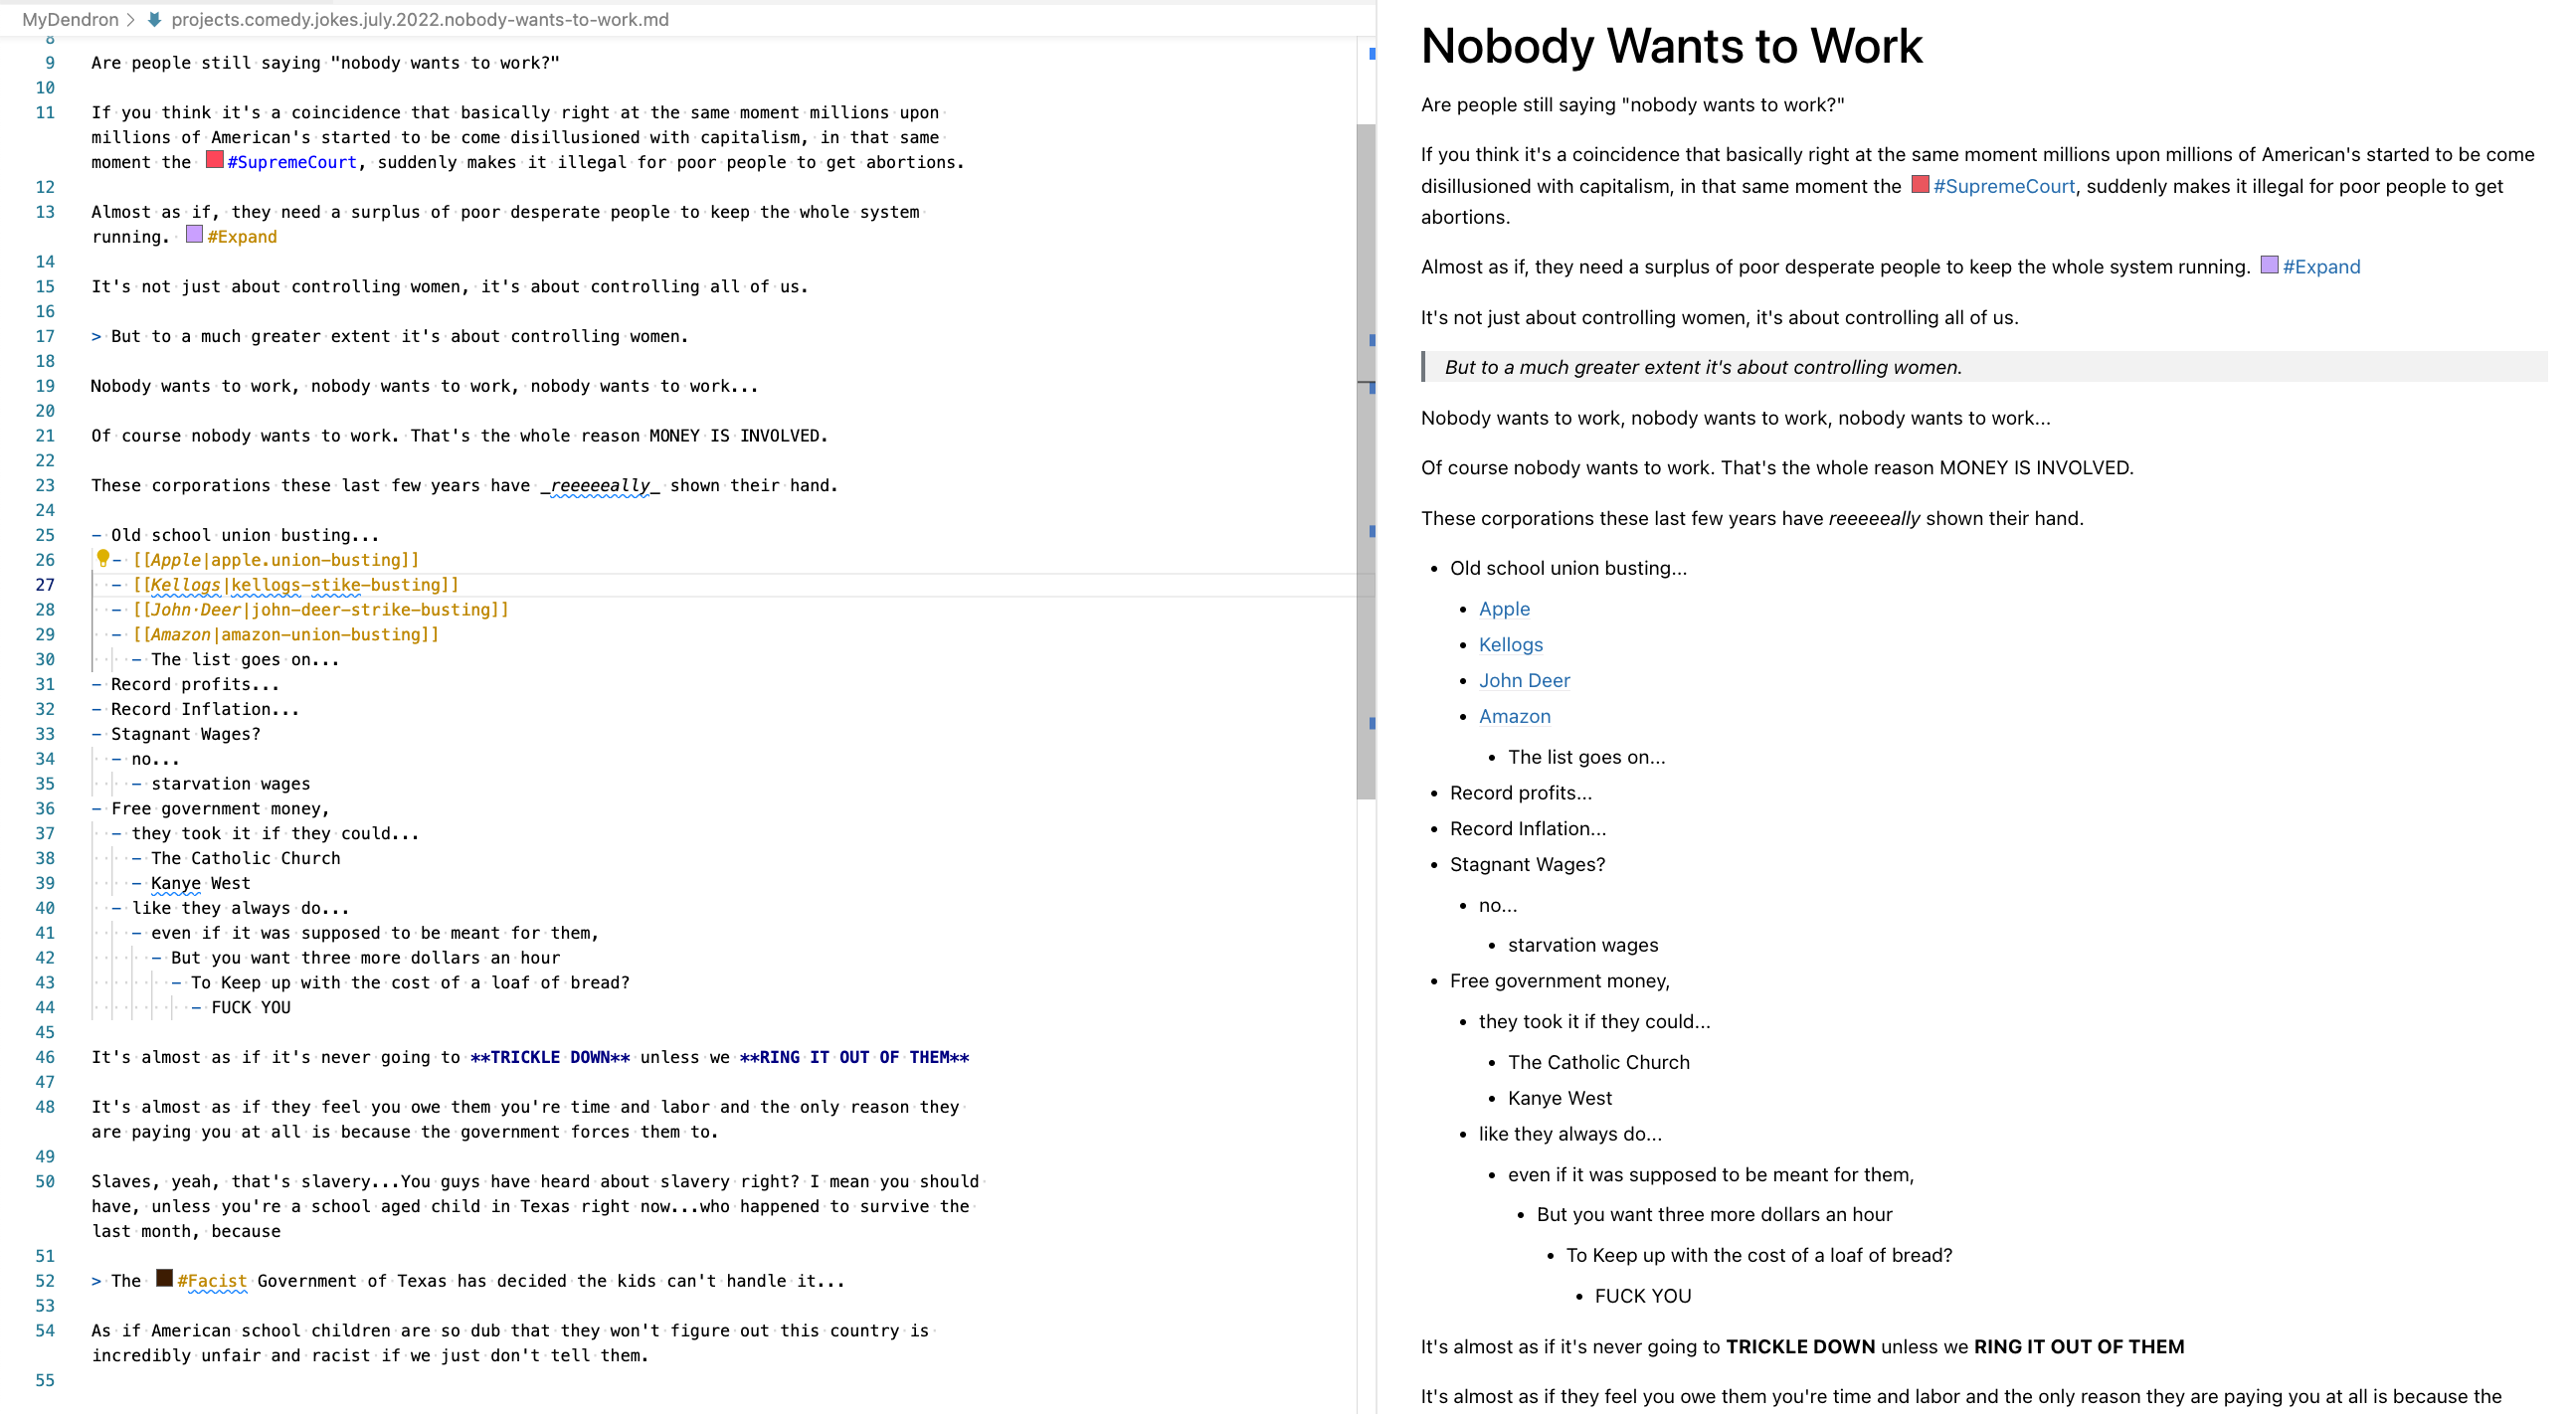 MyDendron > projects.comedy.jokes.july.2022.nobody-wants-to-work.md
8
9 Are people still saying "nobody wants to work?"
10
11 If you think it's a coincidence that basically right at the same moment millions upon
millions of American's started to be come disillusioned with capitalism, in that same
moment the #SupremeCourt, suddenly makes it illegal for poor people to get abortions.
12
13 Almost as if, they need a surplus of poor desperate people to keep the whole system
running. #Expand
14
15 It's not just about controlling women, it's about controlling all of us.
16
17 > But to a much greater extent it's about controlling women.
18
19 Nobody wants to work, nobody wants to work, nobody wants to work...
20
21 Of course nobody wants to work. That's the whole reason MONEY IS INVOLVED.
22
23 These corporations these last few years have _reeeeeally_ shown their hand.
24
25 - Old school union busting...
26 - [[Apple|apple.union-busting]]
27 - [[Kellogs|kellogs-stike-busting]]
28 - [[John Deer|john-deer-strike-busting]]
29 - [[Amazon|amazon-union-busting]]
30 - The list goes on...
31 - Record profits...
32 - Record Inflation...
33 - Stagnant Wages?
34 - no...
35 - starvation wages
36 - Free government money,
37 - they took it if they could...
38 - The Catholic Church
39 - Kanye West
40 - like they always do...
41 - even if it was supposed to be meant for them,
42 - But you want three more dollars an hour
43 - To Keep up with the cost of a loaf of bread?
44 - FUCK YOU
45
46 It's almost as if it's never going to **TRICKLE DOWN** unless we **RING IT OUT OF THEM**
47
48 It's almost as if they feel you owe them you're time and labor and the only reason they
are paying you at all is because the government forces them to.
49
50 Slaves, yeah, that's slavery...You guys have heard about slavery right? I mean you should
have, unless you're a school aged child in Texas right now...who happened to survive the
last month, because
51
52 > The #Facist Government of Texas has decided the kids can't handle it...
53
54 As if American school children are so dub that they won't figure out this country is
incredibly unfair and racist if we just don't tell them.
55
Nobody Wants to Work
Are people still saying "nobody wants to work?"
If you think it's a coincidence that basically right at the same moment millions upon millions of American's started to be come
disillusioned with capitalism, in that same moment the #SupremeCourt, suddenly makes it illegal for poor people to get
abortions.
Almost as if, they need a surplus of poor desperate people to keep the whole system running. #Expand
It's not just about controlling women, it's about controlling all of us.
But to a much greater extent it's about controlling women.
Nobody wants to work, nobody wants to work, nobody wants to work...
Of course nobody wants to work. That's the whole reason MONEY IS INVOLVED.
These corporations these last few years have reeeeeally shown their hand.
• Old school union busting...
• Apple
• Kellogs
• John Deer
• Amazon
• The list goes on...
• Record profits...
• Record Inflation...
• Stagnant Wages?
• no...
• starvation wages
• Free government money,
• they took it if they could...
• The Catholic Church
• Kanye West
• like they always do...
• even if it was supposed to be meant for them,
• But you want three more dollars an hour
• To Keep up with the cost of a loaf of bread?
• FUCK YOU
It's almost as if it's never going to TRICKLE DOWN unless we RING IT OUT OF THEM
It's almost as if they feel you owe them you're time and labor and the only reason they are paying you at all is because the